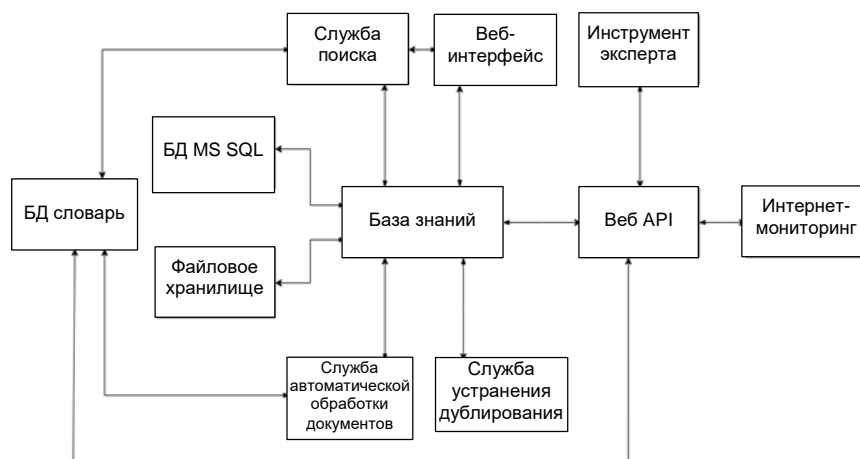 Служба
поиска
Веб-
интерфейс
Инструмент
эксперта
БД MS SQL
БД словарь
База знаний
Веб API
Интернет-
мониторинг
Файловое
хранилище
Служба
автоматической
обработки
документов
Служба
устранения
дублирования